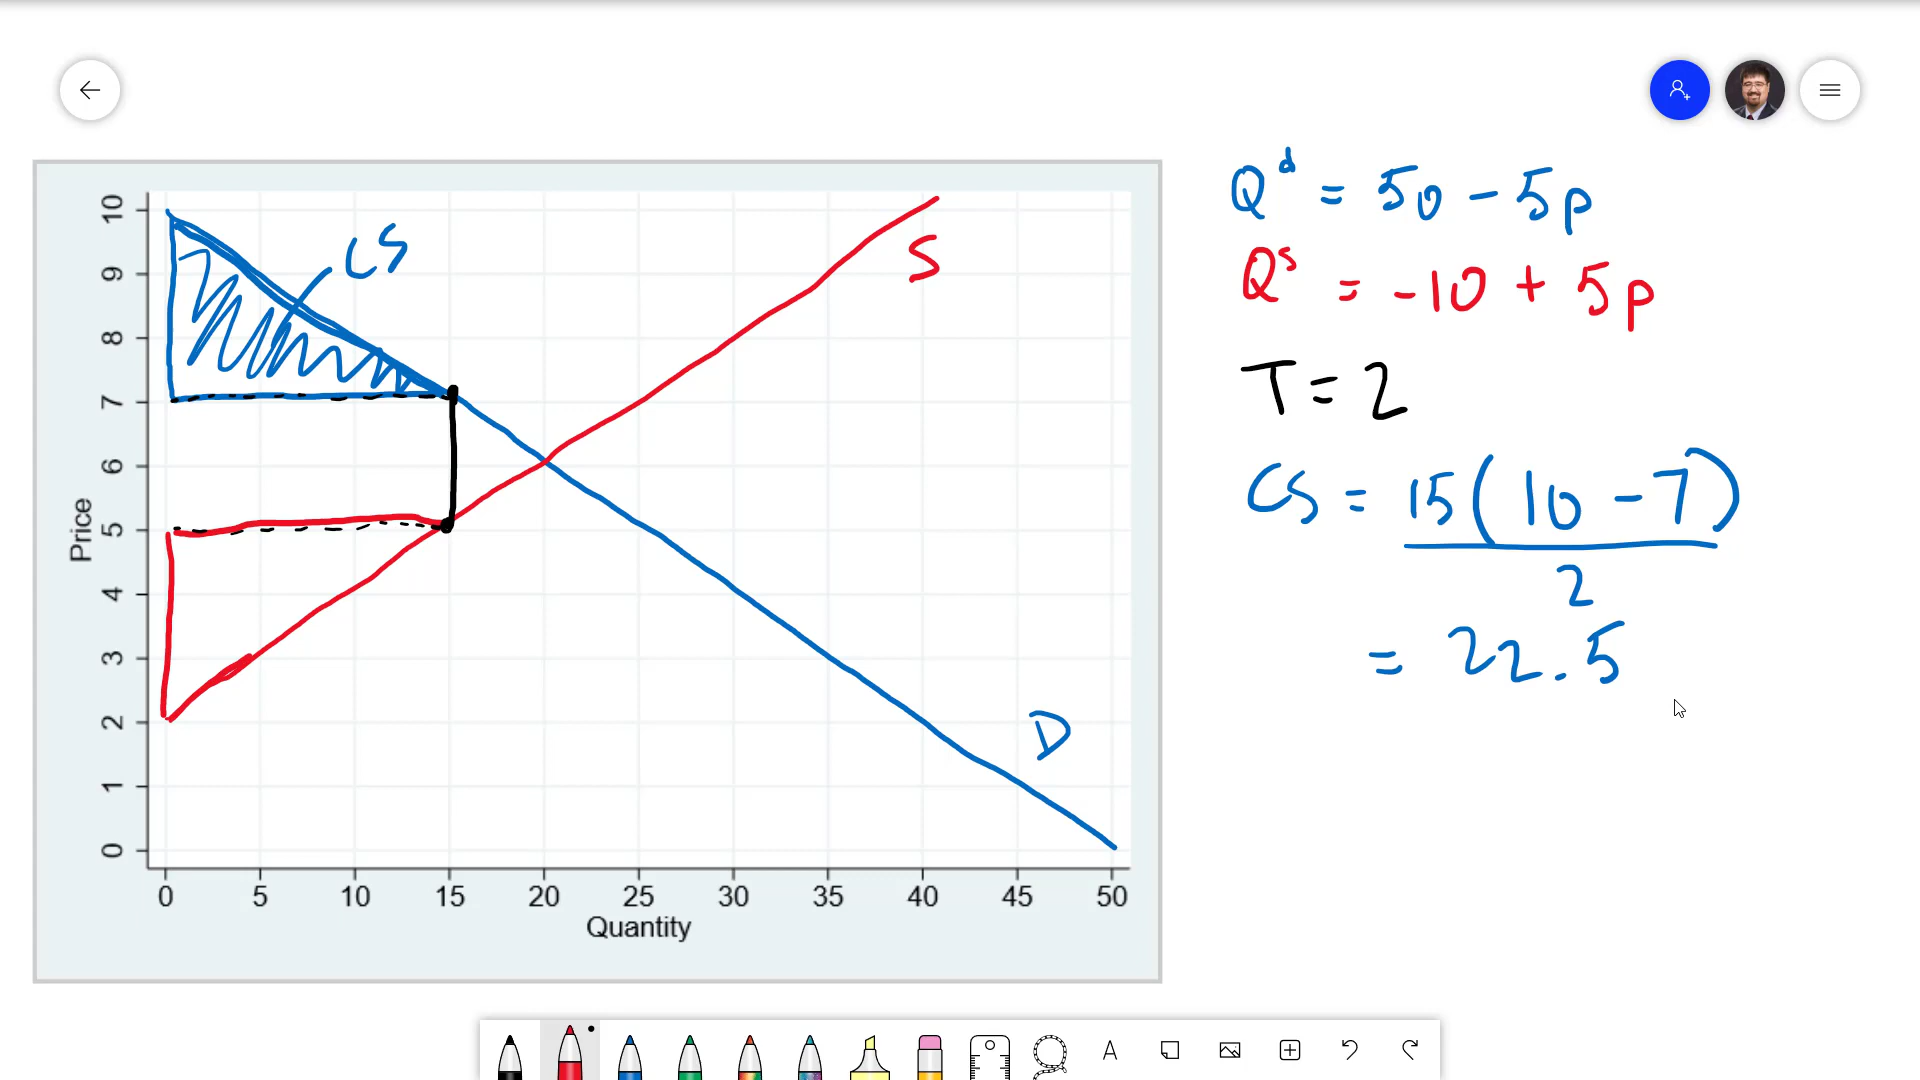 CS
S
D
10
9
8
7
6
5
4
3
2
1
0
Price
0 5 10 15 20 25 30 35 40 45 50
Quantity
Q^d = 50 - 5p
Q^s = -10 + 5p
T = 2
CS = 15(10-7)
2
= 22.5
A